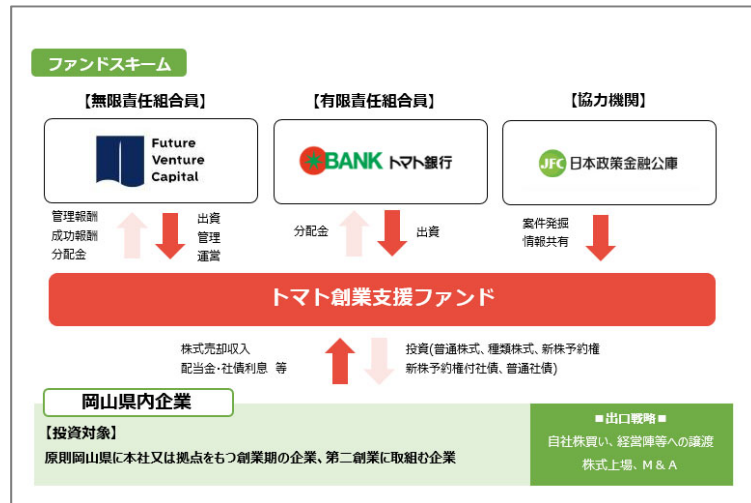 ファンドスキーム
【無限責任組合員】
【有限責任組合員】
【協力機関】
Future
Venture
Capital
BANK トマト銀行
JFC 日本政策金融公庫
管理報酬
成功報酬
分配金
出資
管理
運営
分配金
出資
案件発掘
情報共有
トマト創業支援ファンド
株式売却収入
配当金・社債利息 等
投資(普通株式、種類株式、新株予約権
新株予約権付社債、普通社債)
岡山県内企業
【投資対象】
原則岡山県に本社又は拠点をもつ創業期の企業、第二創業に取組む企業
■出口戦略■
自社株買い、経営陣等への譲渡
株式上場、M＆A